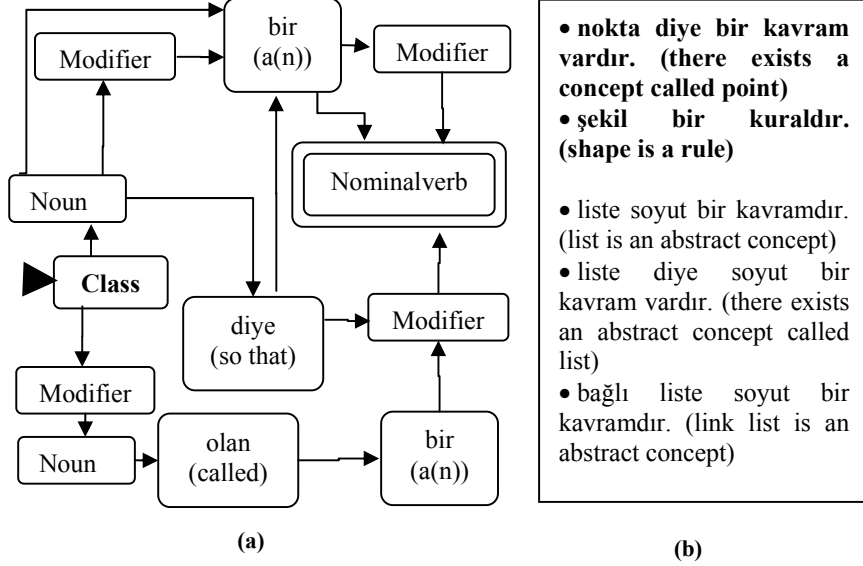 bir
(a(n))
Modifier
Modifier
Nominalverb
Noun
Class
diye
(so that)
Modifier
Modifier
Noun
olan
(called)
bir
(a(n))
(a)
• nokta diye bir kavram
vardır. (there exists a
concept called point)
• şekil bir kuraldır.
(shape is a rule)
• liste soyut bir kavramdır.
(list is an abstract concept)
• liste diye soyut bir
kavram vardır. (there exists
an abstract concept called
list)
• bağlı liste soyut bir
kavramdır. (link list is an
abstract concept)
(b)